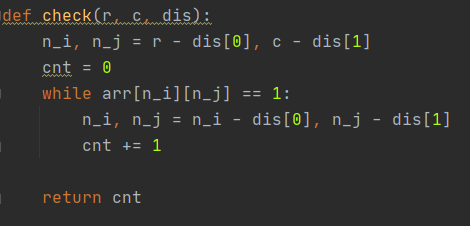 def check(r, c, dis):
    n_i, n_j = r - dis[0], c - dis[1]
    cnt = 0
    while arr[n_i][n_j] == 1:
        n_i, n_j = n_i - dis[0], n_j - dis[1]
        cnt += 1
    return cnt